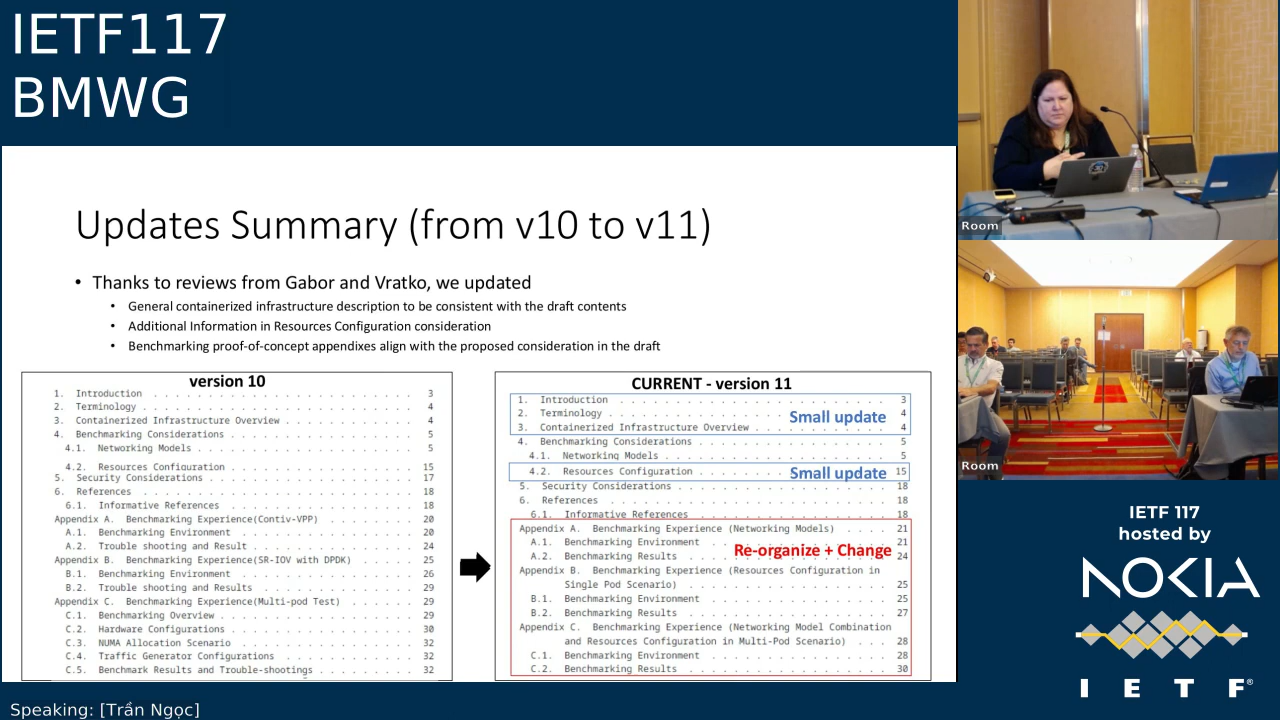 IETF117
BMWG
Updates Summary (from v10 to v11)
• Thanks to reviews from Gabor and Vratko, we updated
• General containerized infrastructure description to be consistent with the draft contents
• Additional Information in Resources Configuration consideration
• Benchmarking proof-of-concept appendixes align with the proposed consideration in the draft
version 10
1. Introduction 3
2. Terminology 4
3. Containerized Infrastructure Overview 4
4. Benchmarking Considerations 5
4.1. Networking Models 5
4.2. Resources Configuration 15
5. Security Considerations 17
6. References 18
6.1. Informative References 18
Appendix A. Benchmarking Experience(Contiv-VPP) 20
A.1. Benchmarking Environment 20
A.2. Trouble shooting and Result 24
Appendix B. Benchmarking Experience(SR-IOV with DPDK) 25
B.1. Benchmarking Environment 26
B.2. Trouble shooting and Results 29
Appendix C. Benchmarking Experience(Multi-pod Test) 29
C.1. Benchmarking Overview 29
C.2. Hardware Configurations 30
C.3. NUMA Allocation Scenario 32
C.4. Traffic Generator Configurations 32
C.5. Benchmark Results and Trouble-shootings 32
CURRENT - version 11
1. Introduction 3
2. Terminology 4
Small update
3. Containerized Infrastructure Overview 4
4. Benchmarking Considerations 5
4.1. Networking Models 5
4.2. Resources Configuration 15
Small update
5. Security Considerations 18
6. References 18
6.1. Informative References 18
Appendix A. Benchmarking Experience (Networking Models) 21
A.1. Benchmarking Environment 21
Re-organize + Change
A.2. Benchmarking Results 24
Appendix B. Benchmarking Experience (Resources Configuration in
Single Pod Scenario) 25
B.1. Benchmarking Environment 25
B.2. Benchmarking Results 27
Appendix C. Benchmarking Experience (Networking Model Combination
and Resources Configuration in Multi-Pod Scenario) 28
C.1. Benchmarking Environment 28
C.2. Benchmarking Results 30
Room
Room
IETF 117
hosted by
NOKIA
I E T F®
Speaking: [Trần Ngọc]